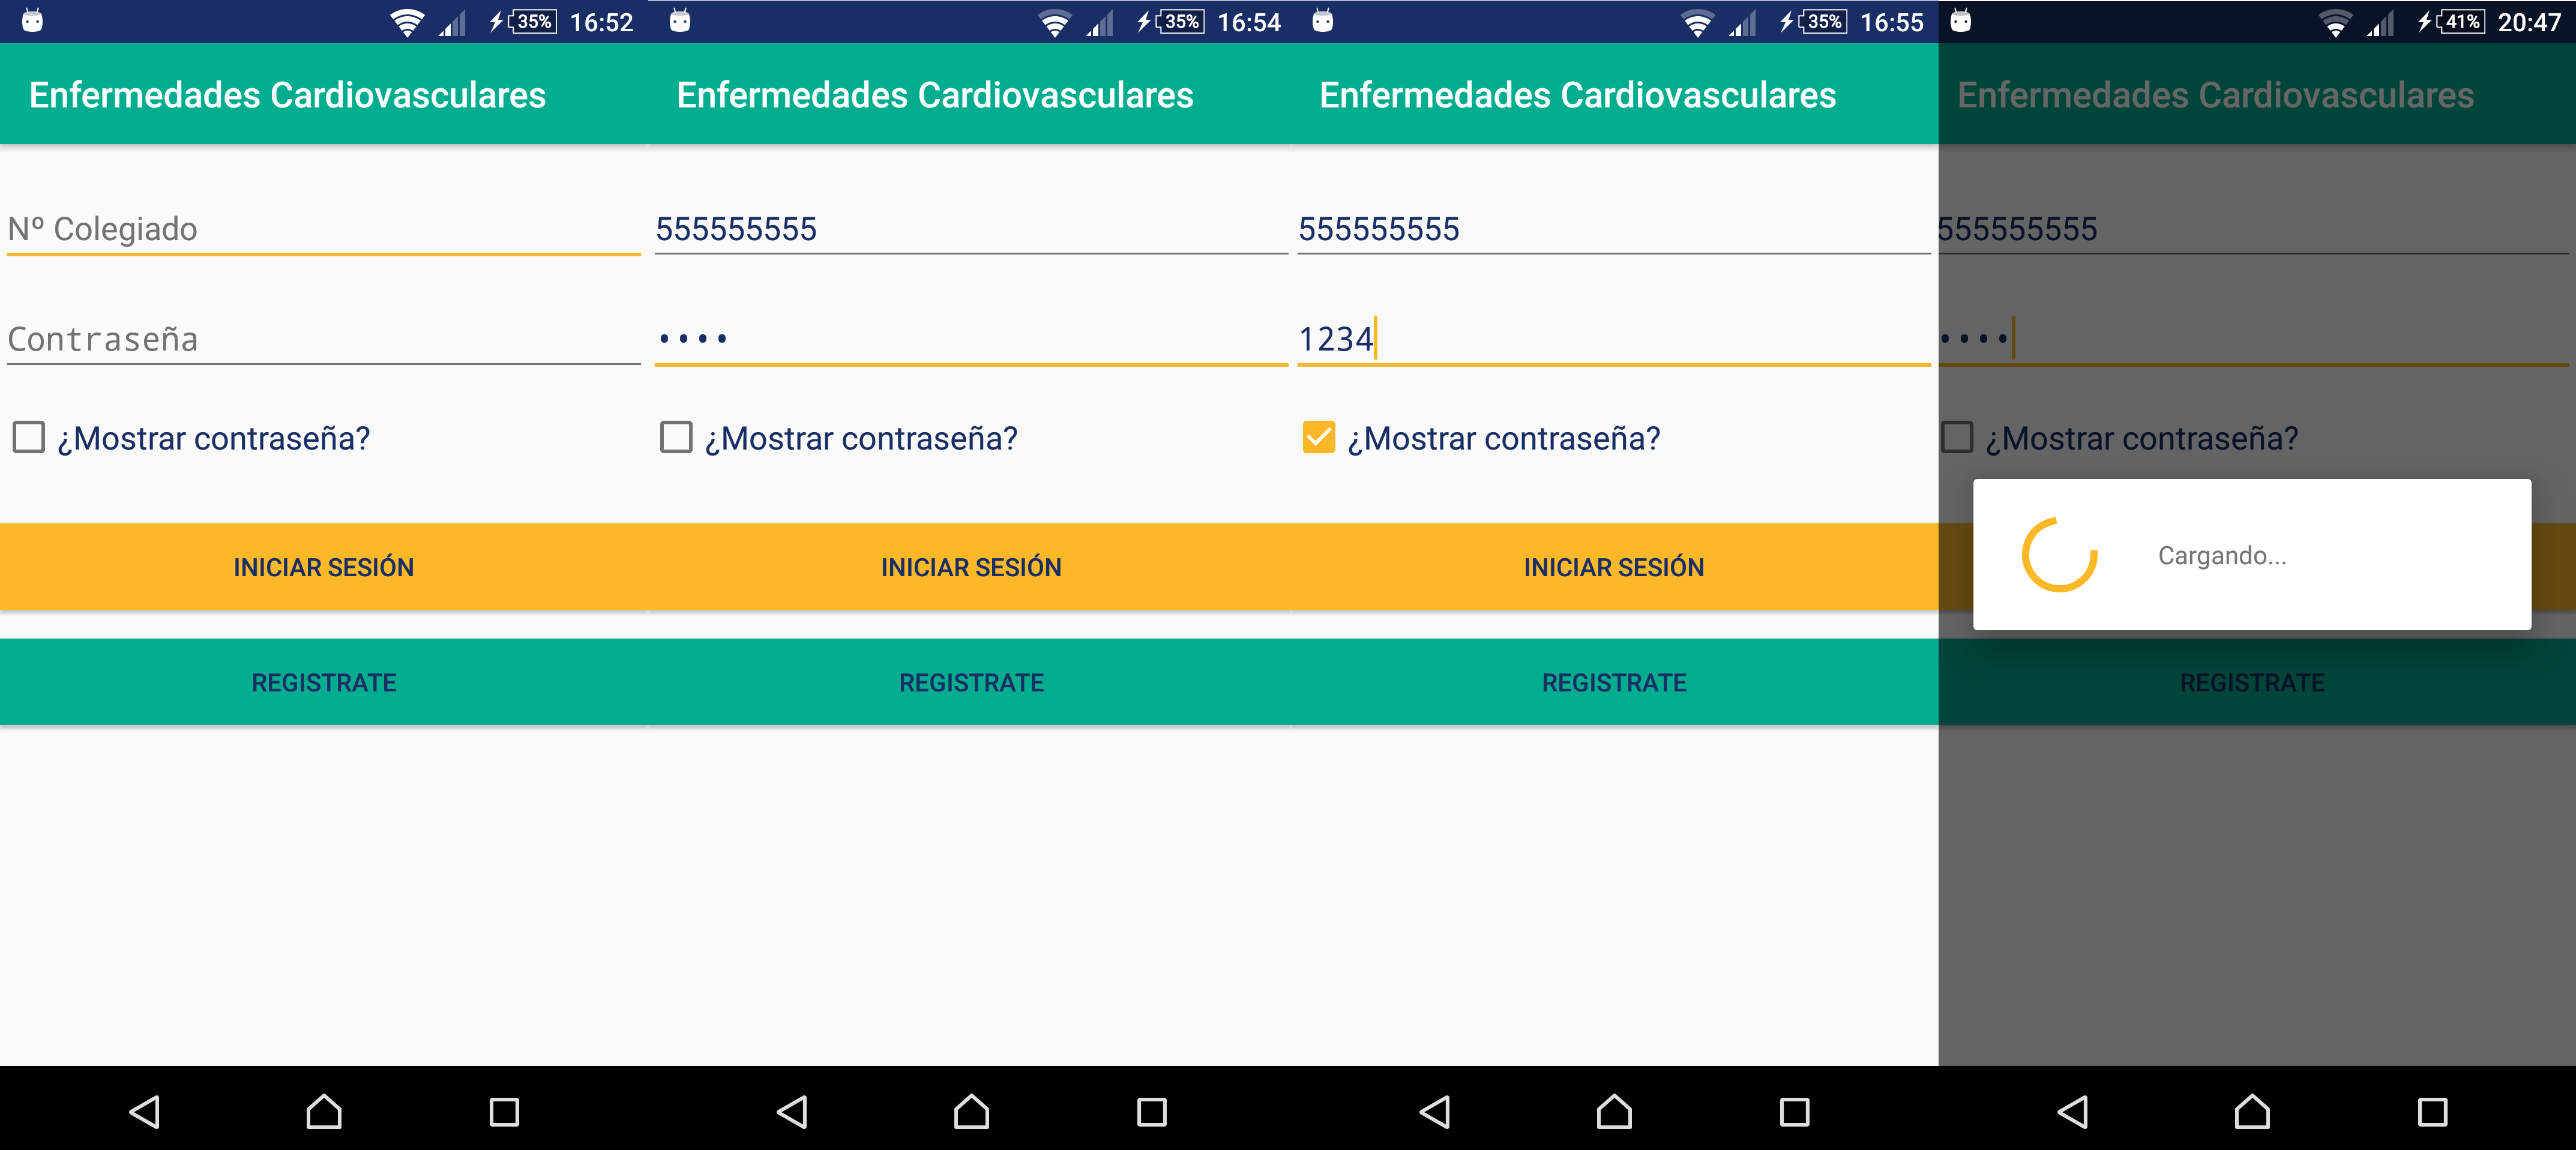 35% 16:52
Enfermedades Cardiovasculares
Nº Colegiado
Contraseña
¿Mostrar contraseña?
INICIAR SESIÓN
REGISTRATE
35% 16:54
Enfermedades Cardiovasculares
555555555
••••
¿Mostrar contraseña?
INICIAR SESIÓN
REGISTRATE
35% 16:55
Enfermedades Cardiovasculares
555555555
1234
¿Mostrar contraseña?
INICIAR SESIÓN
REGISTRATE
41% 20:47
Enfermedades Cardiovasculares
555555555
••••
¿Mostrar contraseña?
Cargando...
REGISTRATE